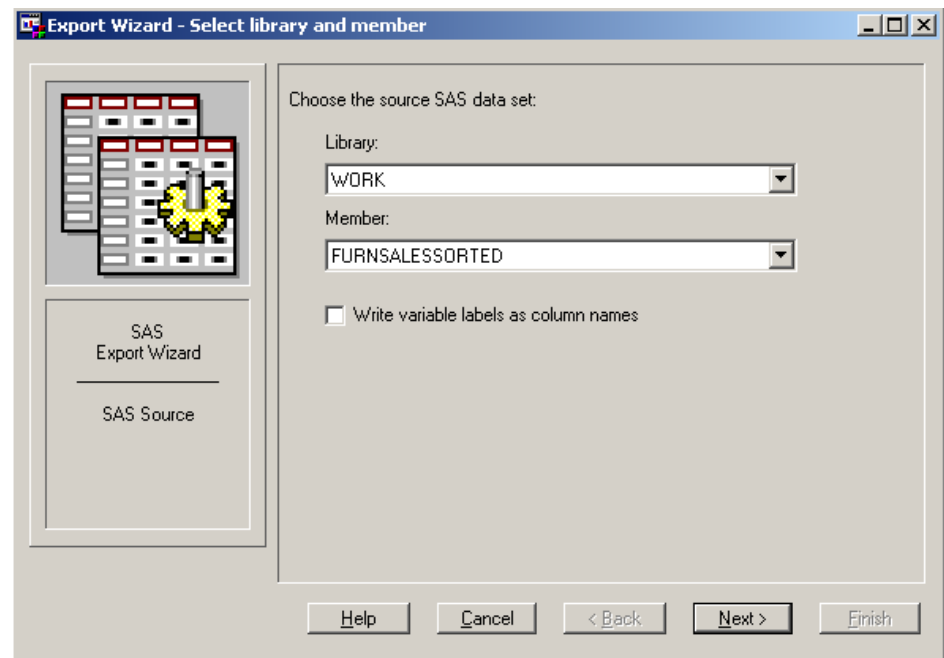 Export Wizard - Select library and member
Choose the source SAS data set:
Library:
WORK
Member:
FURNSALESSORTED
Write variable labels as column names
SAS
Export Wizard
SAS Source
Help
Cancel
< Back
Next >
Finish